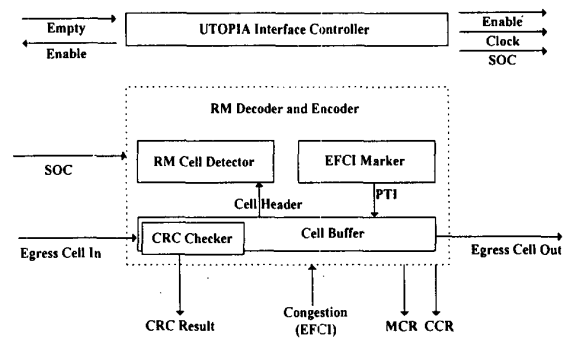 Empty
Enable
UTOPIA Interface Controller
Enable
Clock
SOC
RM Decoder and Encoder
RM Cell Detector
EFCI Marker
SOC
Cell Header
PTI
CRC Checker
Cell Buffer
Egress Cell In
Egress Cell Out
CRC Result
Congestion
(EFCI)
MCR
CCR